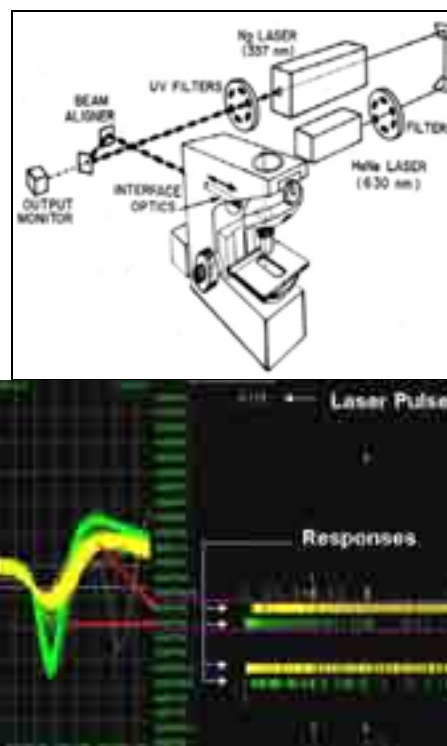 N₂ LASER
(337 nm)
UV FILTERS
BEAM
ALIGNER
FILTER
HeNe LASER
(630 nm)
INTERFACE
OPTICS
OUTPUT
MONITOR
Laser Pulse
Responses